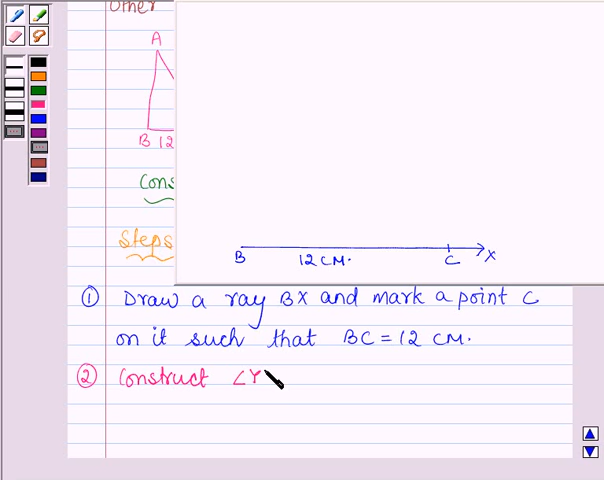 Other
A
B 12
Cons
Steps
B 12 CM. C X
① Draw a ray BX and mark a point C
on it such that BC = 12 CM.
② Construct ∠Y